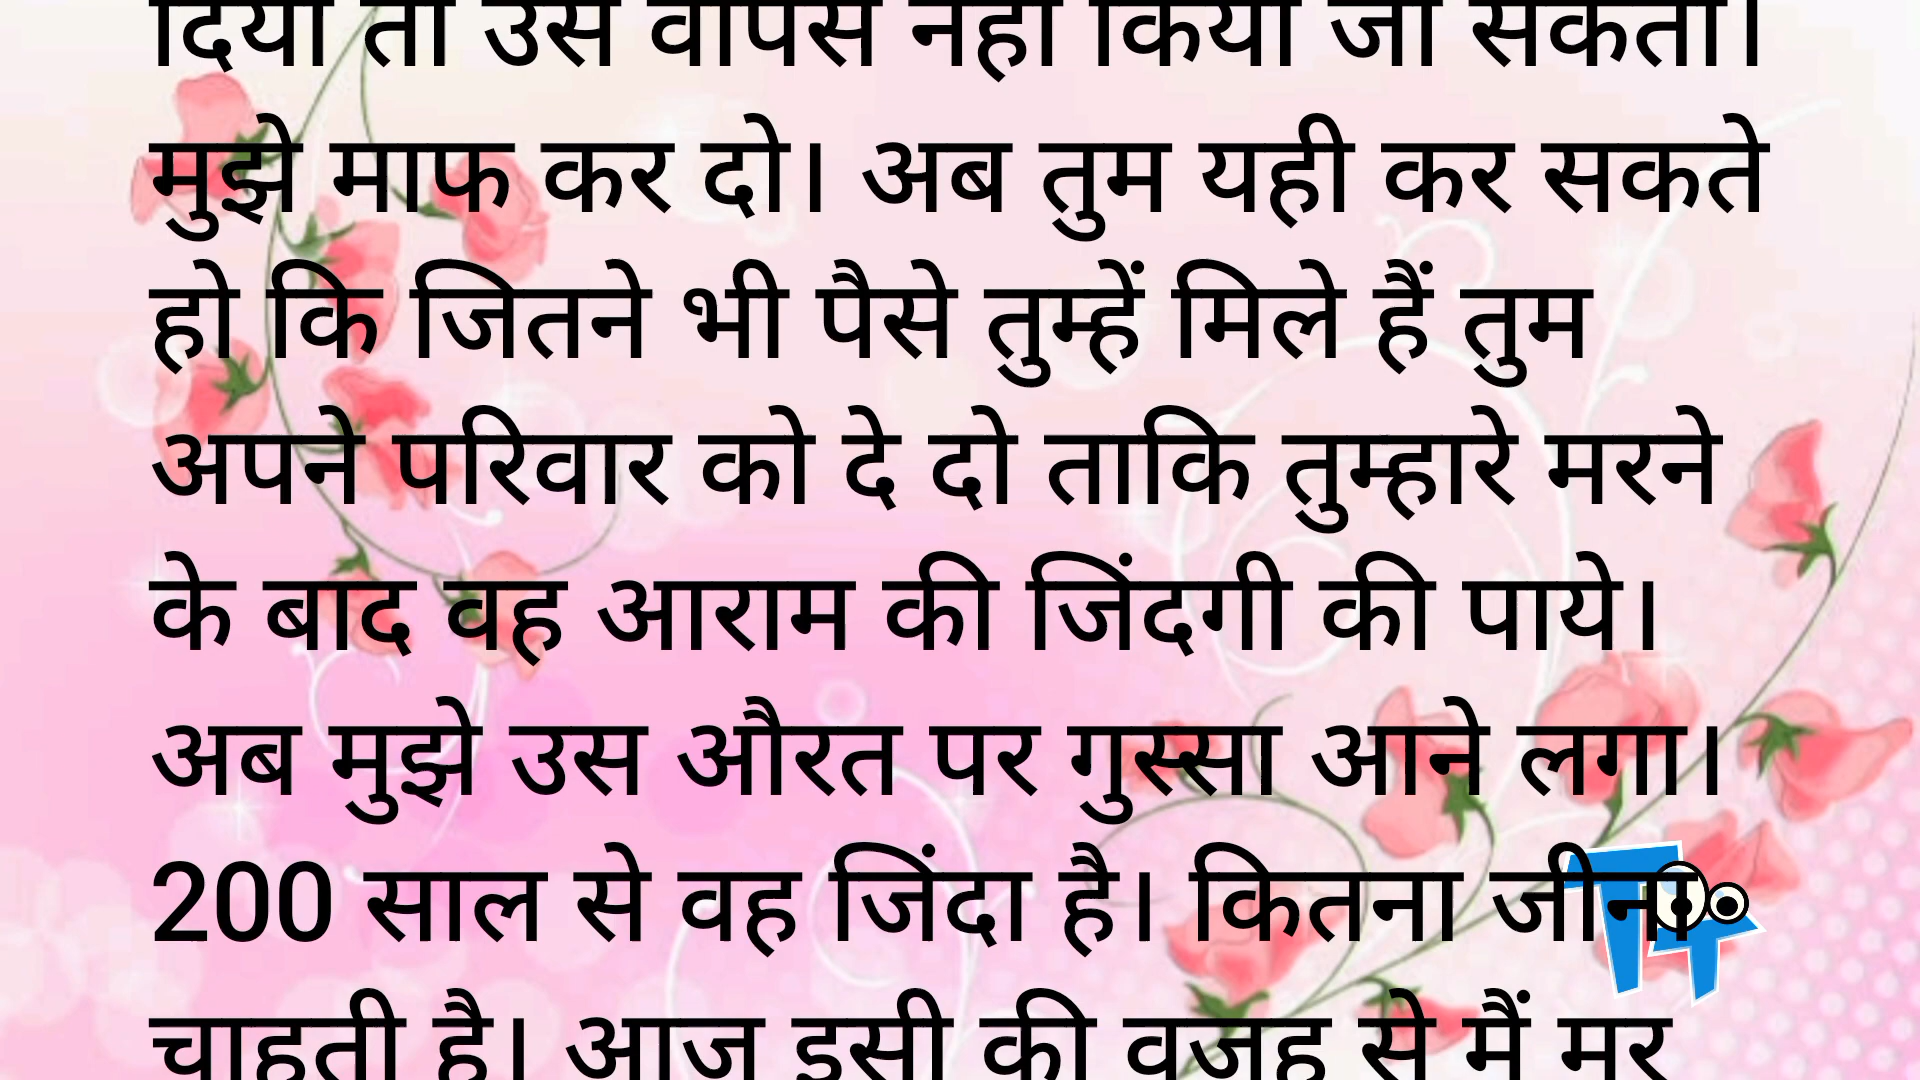 दिया तो उसे वापस नहीं किया जा सकता।
मुझे माफ कर दो। अब तुम यही कर सकते
हो कि जितने भी पैसे तुम्हें मिले हैं तुम
अपने परिवार को दे दो ताकि तुम्हारे मरने
के बाद वह आराम की जिंदगी की पाये।
अब मुझे उस औरत पर गुस्सा आने लगा।
200 साल से वह जिंदा है। कितना जीना
चाहती है। आज इसी की वजह से मैं मर